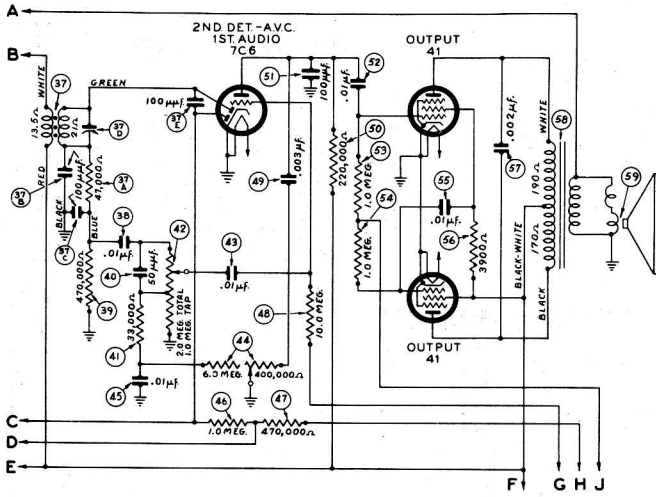 A
2ND. DET.-A.V.C.
1ST. AUDIO
7C6
OUTPUT
41
B
WHITE
37
GREEN
100µµf.
37 E
51
100µµf.
52
.01µf.
13.5Ω
21Ω
37 D
RED
37 B
100µµf.
37 A
47,000Ω
BLACK
37 C
BLUE
38
.01µf.
42
40
50µµf.
470,000Ω
39
33,000Ω
41
2.0 MEG. TOTAL
1.0 MEG. TAP
43
.01µf.
49
.003µf.
50
220,000Ω
53
1.0 MEG.
54
1.0 MEG.
55
.01µf.
56
3900Ω
.002µf.
57
WHITE
58
190Ω
170Ω
BLACK-WHITE
BLACK
59
48
10.0 MEG.
OUTPUT
41
44
6.0 MEG.
400,000Ω
45
.01µf.
C
46
1.0 MEG.
47
470,000Ω
D
E
F
G
H
J